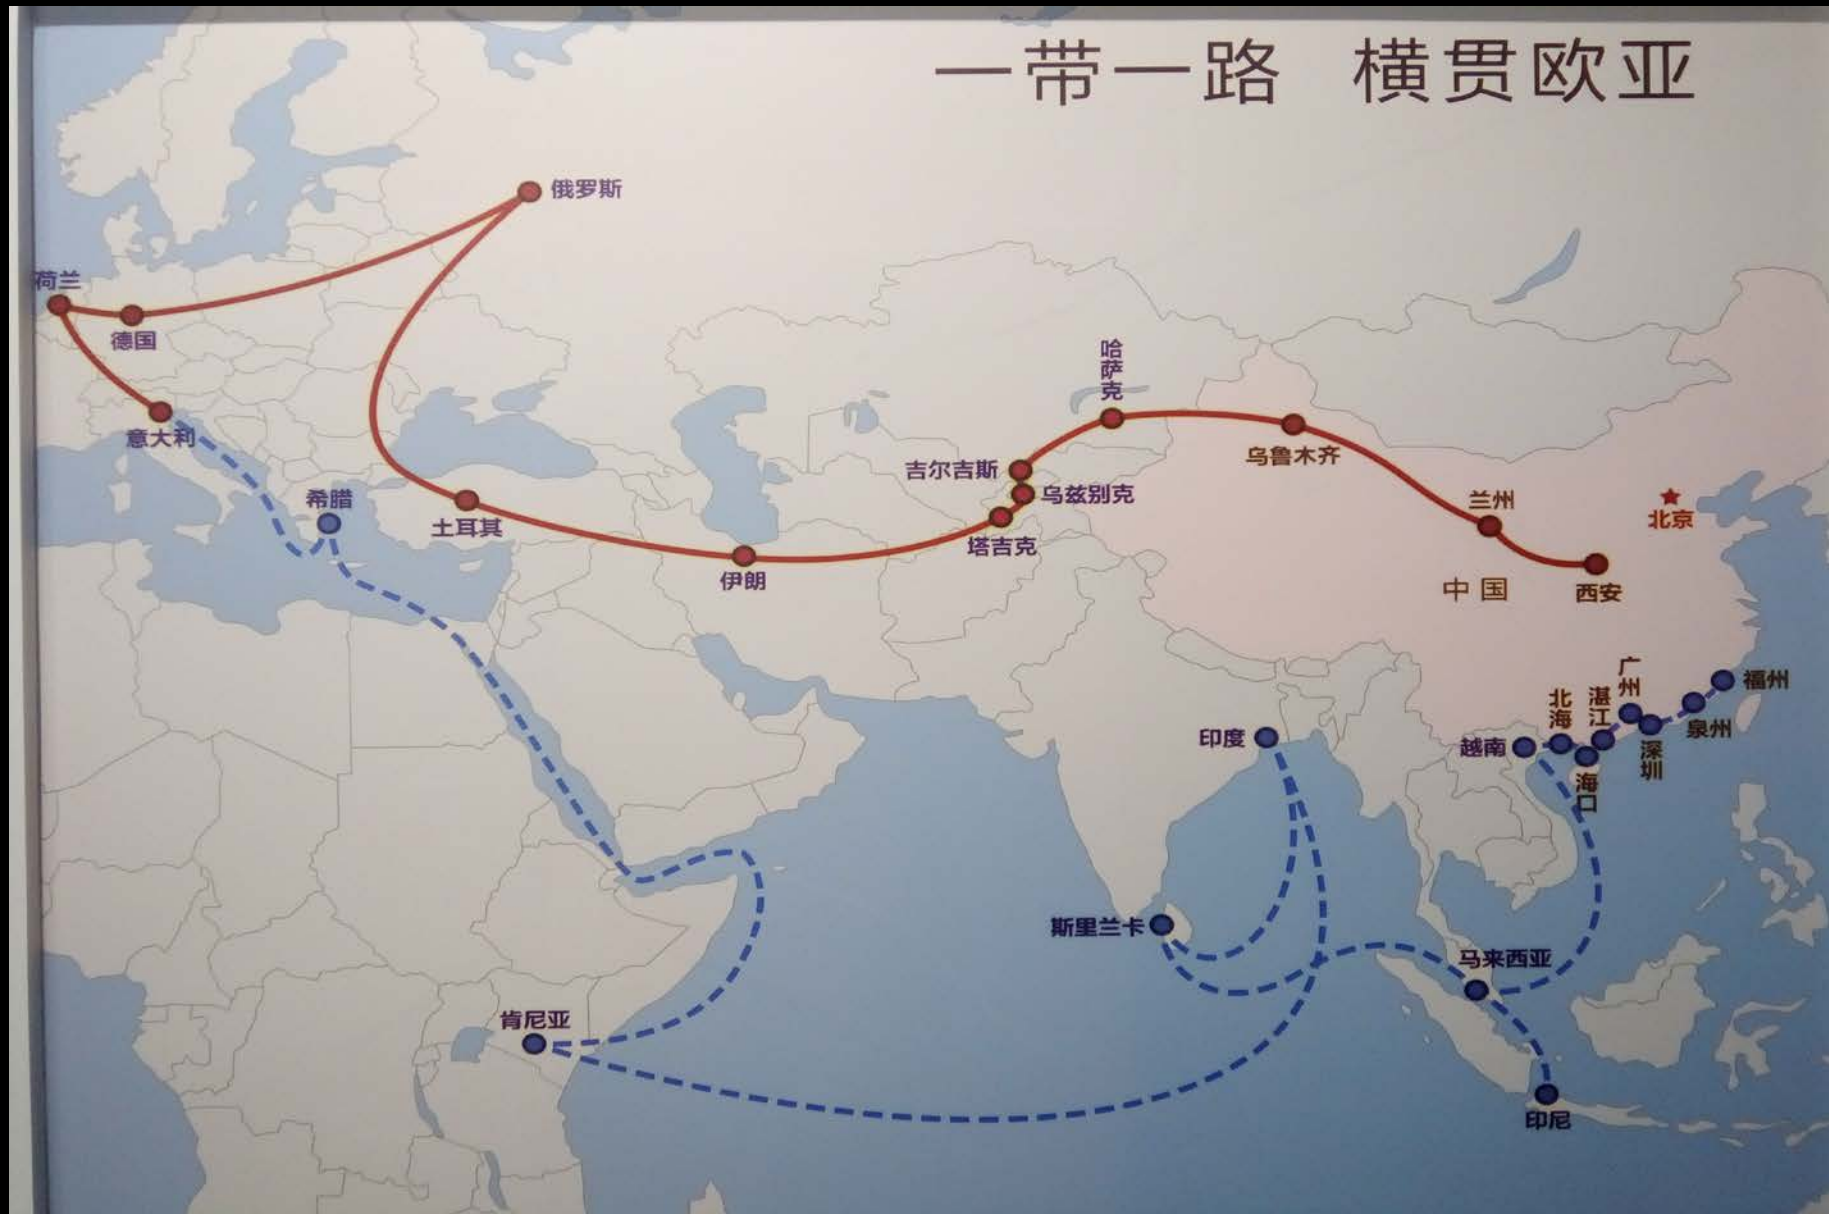 一带一路 横贯欧亚
俄罗斯
荷兰
德国
意大利
希腊
土耳其
伊朗
哈萨克
吉尔吉斯
乌兹别克
塔吉克
乌鲁木齐
兰州
北京
中国
西安
广州
福州
北海
湛江
泉州
越南
深圳
海口
印度
斯里兰卡
马来西亚
肯尼亚
印尼